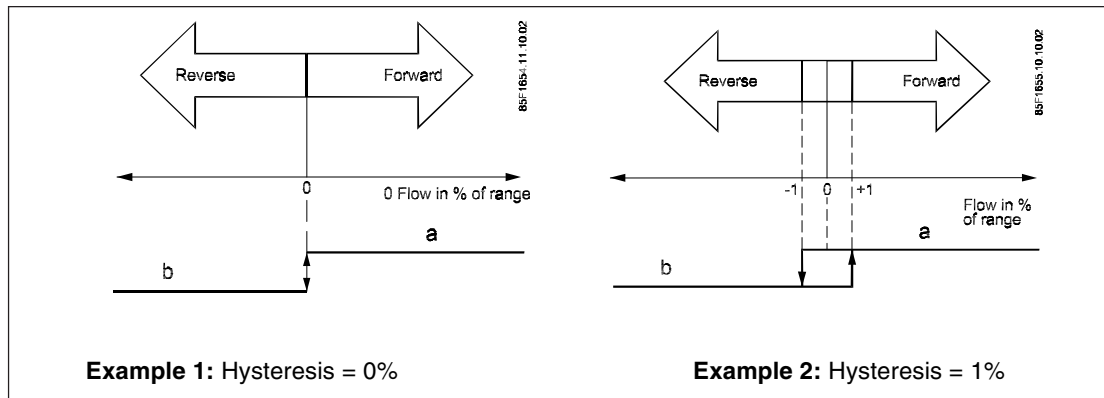 Reverse
Forward
85F1654.11.10.02
0
0 Flow in % of range
a
b
Example 1: Hysteresis = 0%
Reverse
Forward
85F1655.10.10.02
-1
0
+1
Flow in %
of range
a
b
Example 2: Hysteresis = 1%